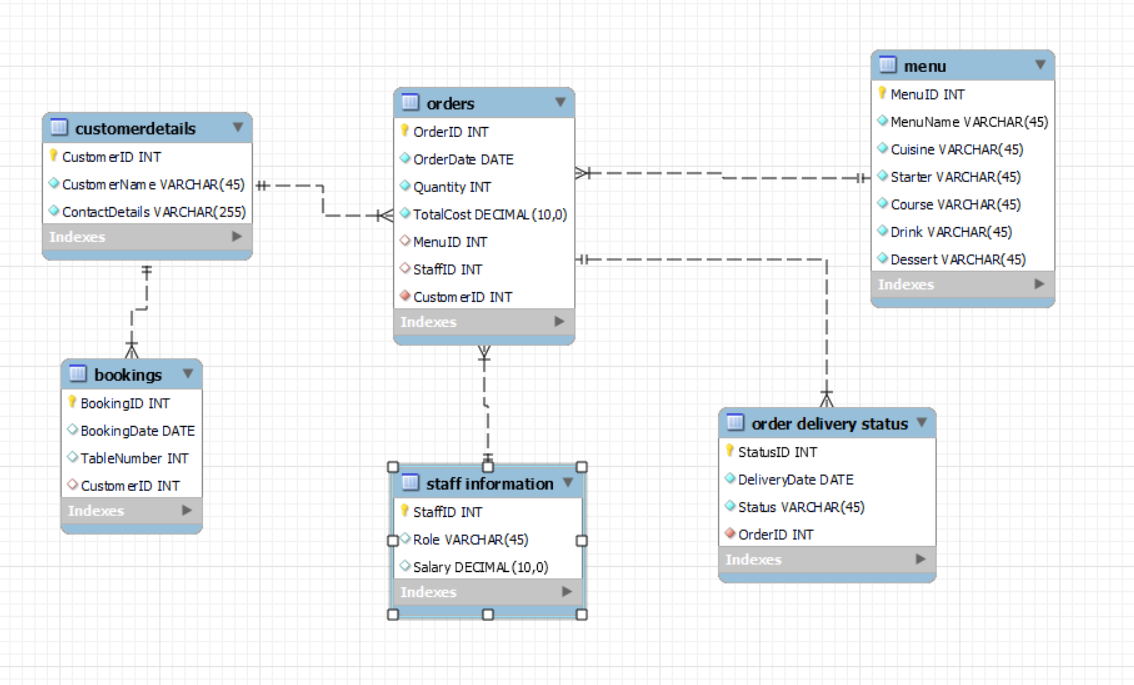 customerdetails
CustomerID INT
CustomerName VARCHAR(45)
ContactDetails VARCHAR(255)
Indexes
orders
OrderID INT
OrderDate DATE
Quantity INT
TotalCost DECIMAL(10,0)
MenuID INT
StaffID INT
CustomerID INT
Indexes
menu
MenuID INT
MenuName VARCHAR(45)
Cuisine VARCHAR(45)
Starter VARCHAR(45)
Course VARCHAR(45)
Drink VARCHAR(45)
Dessert VARCHAR(45)
Indexes
bookings
BookingID INT
BookingDate DATE
TableNumber INT
CustomerID INT
Indexes
staff information
StaffID INT
Role VARCHAR(45)
Salary DECIMAL(10,0)
Indexes
order delivery status
StatusID INT
DeliveryDate DATE
Status VARCHAR(45)
OrderID INT
Indexes